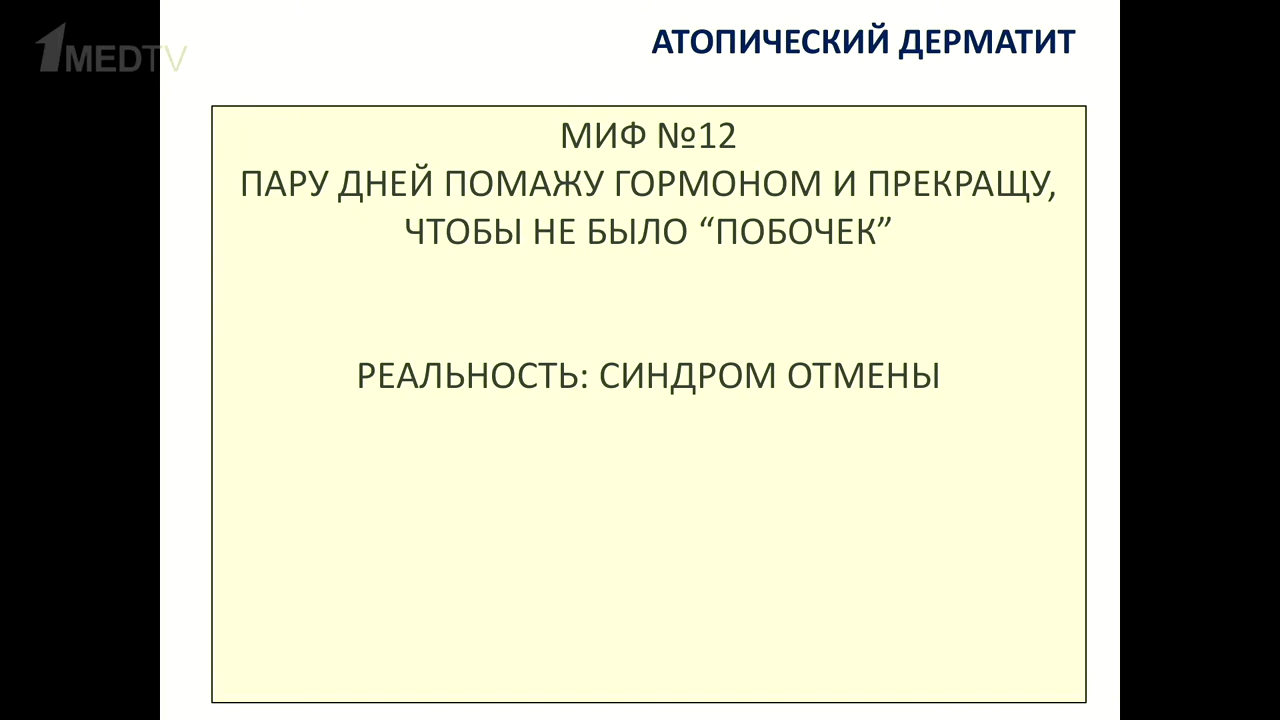 1MEDTV
АТОПИЧЕСКИЙ ДЕРМАТИТ
МИФ №12
ПАРУ ДНЕЙ ПОМАЖУ ГОРМОНОМ И ПРЕКРАЩУ,
ЧТОБЫ НЕ БЫЛО “ПОБОЧЕК”
РЕАЛЬНОСТЬ: СИНДРОМ ОТМЕНЫ